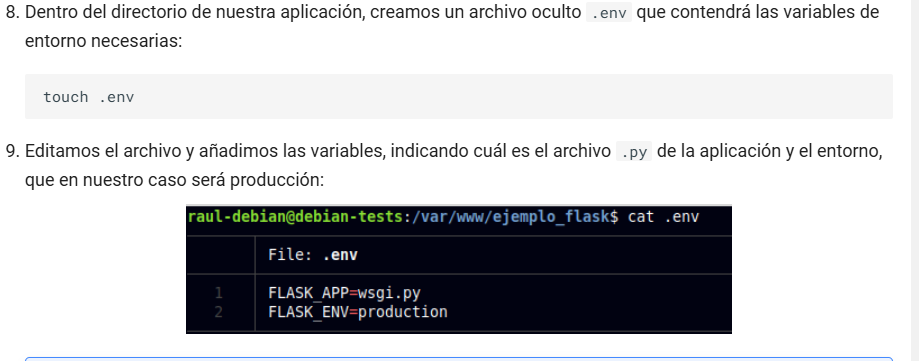 8. Dentro del directorio de nuestra aplicación, creamos un archivo oculto .env que contendrá las variables de
entorno necesarias:
touch .env
9. Editamos el archivo y añadimos las variables, indicando cuál es el archivo .py de la aplicación y el entorno,
que en nuestro caso será producción:
raul-debian@debian-tests:/var/www/ejemplo_flask$ cat .env
File: .env
1 FLASK_APP=wsgi.py
2 FLASK_ENV=production